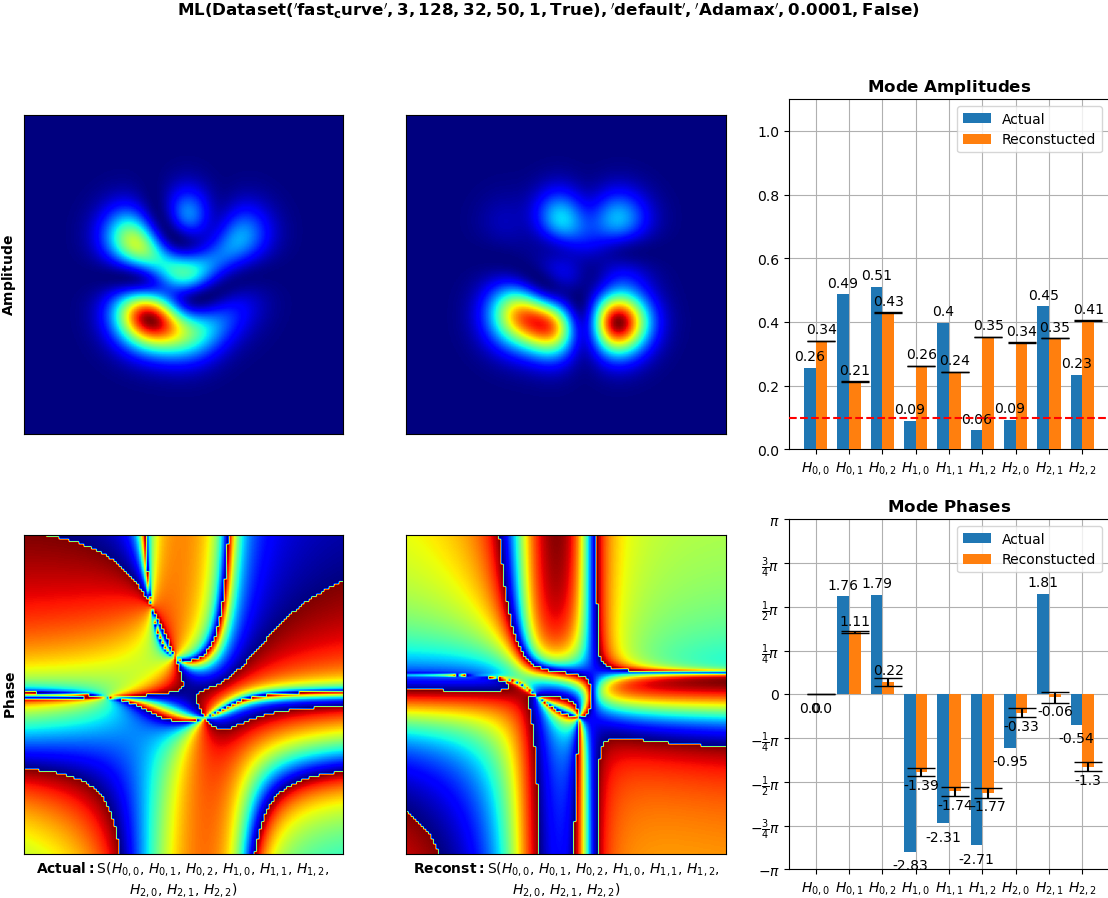 ML(Dataset('fast_curve', 3, 128, 32, 50, 1, True), 'default', 'Adamax', 0.0001, False)
Amplitude
Mode Amplitudes
Actual
Reconstucted
1.0
0.8
0.6
0.4
0.2
0.0
0.26
0.34
0.49
0.21
0.51
0.43
0.09
0.26
0.4
0.24
0.06
0.35
0.09
0.34
0.45
0.35
0.23
0.41
H0,0 H0,1 H0,2 H1,0 H1,1 H1,2 H2,0 H2,1 H2,2
Phase
Mode Phases
Actual
Reconstucted
π
3/4π
1/2π
1/4π
0
−1/4π
−1/2π
−3/4π
−π
0.0
0.0
1.76
1.11
1.79
0.22
-2.83
-1.39
-2.31
-1.74
-2.71
-1.77
-0.95
-0.33
1.81
-0.06
-0.54
-1.3
H0,0 H0,1 H0,2 H1,0 H1,1 H1,2 H2,0 H2,1 H2,2
Actual: S(H0,0, H0,1, H0,2, H1,0, H1,1, H1,2,
H2,0, H2,1, H2,2)
Reconst: S(H0,0, H0,1, H0,2, H1,0, H1,1, H1,2,
H2,0, H2,1, H2,2)